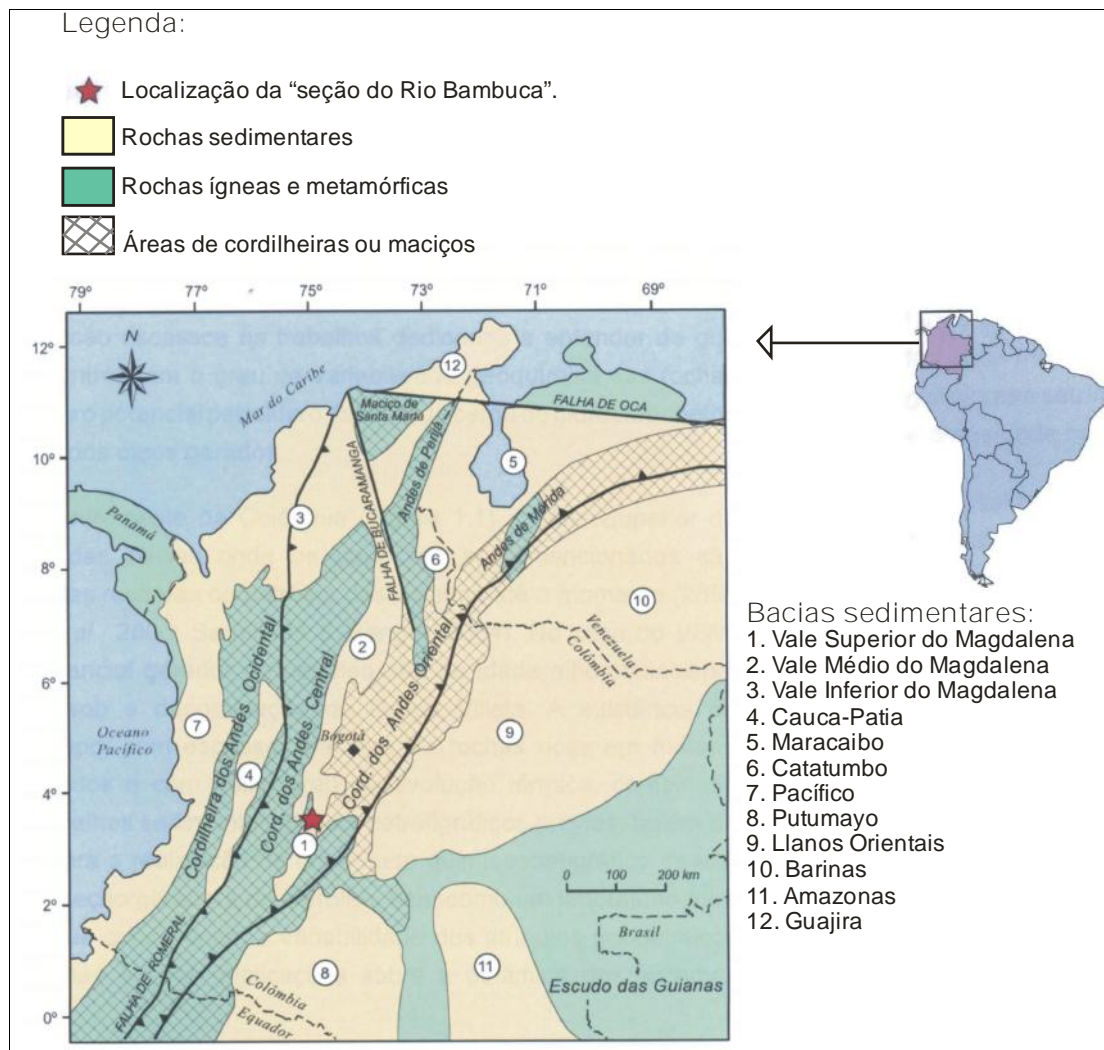 Legenda:
Localização da “seção do Rio Bambuca”.
Rochas sedimentares
Rochas ígneas e metamórficas
Áreas de cordilheiras ou maciços
79° 77° 75° 73° 71° 69°
12°
10°
8°
6°
4°
2°
0°
N
Mar do Caribe
Maciço de
Santa Marta
FALHA DE OCA
12
Andes de Perijé
5
3
FALHA DE BUCARAMANGA
Panamá
Andes de Mérida
6
10
Venezuela
Colômbia
2
Cordilheira dos Andes Ocidental
Cord. dos Andes Central
Cord. dos Andes Oriental
Bogotá
7
Oceano
Pacífico
9
4
1
0 100 200 km
FALHA DE ROMERAL
Brasil
8
11
Escudo das Guianas
Colômbia
Equador
Bacias sedimentares:
1. Vale Superior do Magdalena
2. Vale Médio do Magdalena
3. Vale Inferior do Magdalena
4. Cauca-Patia
5. Maracaibo
6. Catatumbo
7. Pacífico
8. Putumayo
9. Llanos Orientais
10. Barinas
11. Amazonas
12. Guajira